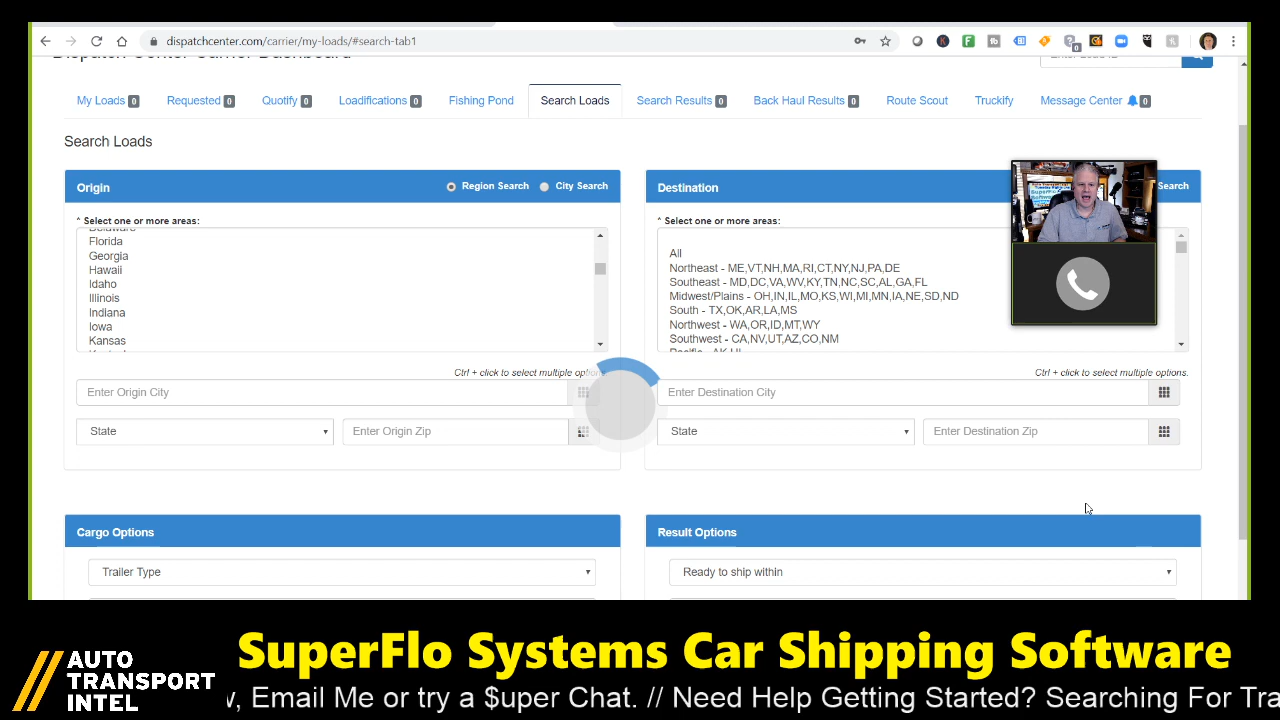 dispatchcenter.com/carrier/my-loads/#search-tab1
Dispatch Center Carrier Dashboard
My Loads 0 Requested 0 Quotify 0 Loadifications 0 Fishing Pond Search Loads Search Results 0 Back Haul Results 0 Route Scout Truckify Message Center 0
Search Loads
Origin Region Search City Search
* Select one or more areas:
Delaware
Florida
Georgia
Hawaii
Idaho
Illinois
Indiana
Iowa
Kansas
Ctrl + click to select multiple options.
Enter Origin City
State Enter Origin Zip
Destination Search
* Select one or more areas:
All
Northeast - ME,VT,NH,MA,RI,CT,NY,NJ,PA,DE
Southeast - MD,DC,VA,WV,KY,TN,NC,SC,AL,GA,FL
Midwest/Plains - OH,IN,IL,MO,KS,WI,MI,MN,IA,NE,SD,ND
South - TX,OK,AR,LA,MS
Northwest - WA,OR,ID,MT,WY
Southwest - CA,NV,UT,AZ,CO,NM
Pacific - AK,HI
Ctrl + click to select multiple options.
Enter Destination City
State Enter Destination Zip
Cargo Options
Trailer Type
Result Options
Ready to ship within
AUTO
TRANSPORT
INTEL
SuperFlo Systems Car Shipping Software
, Email Me or try a $uper Chat. // Need Help Getting Started? Searching For Tra